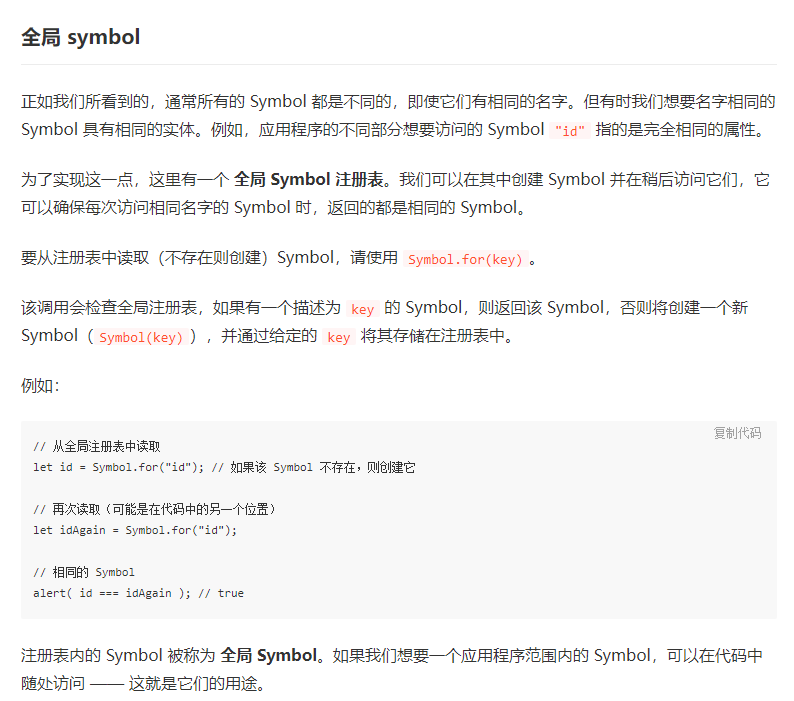 全局 symbol
正如我们所看到的，通常所有的 Symbol 都是不同的，即使它们有相同的名字。但有时我们想要名字相同的
Symbol 具有相同的实体。例如，应用程序的不同部分想要访问的 Symbol "id" 指的是完全相同的属性。
为了实现这一点，这里有一个 全局 Symbol 注册表。我们可以在其中创建 Symbol 并在稍后访问它们，它
可以确保每次访问相同名字的 Symbol 时，返回的都是相同的 Symbol。
要从注册表中读取（不存在则创建）Symbol，请使用 Symbol.for(key) 。
该调用会检查全局注册表，如果有一个描述为 key 的 Symbol，则返回该 Symbol，否则将创建一个新
Symbol（ Symbol(key) ），并通过给定的 key 将其存储在注册表中。
例如：
复制代码
// 从全局注册表中读取
let id = Symbol.for("id"); // 如果该 Symbol 不存在，则创建它
// 再次读取（可能是在代码中的另一个位置）
let idAgain = Symbol.for("id");
// 相同的 Symbol
alert( id === idAgain ); // true
注册表内的 Symbol 被称为 全局 Symbol。如果我们想要一个应用程序范围内的 Symbol，可以在代码中
随处访问 —— 这就是它们的用途。